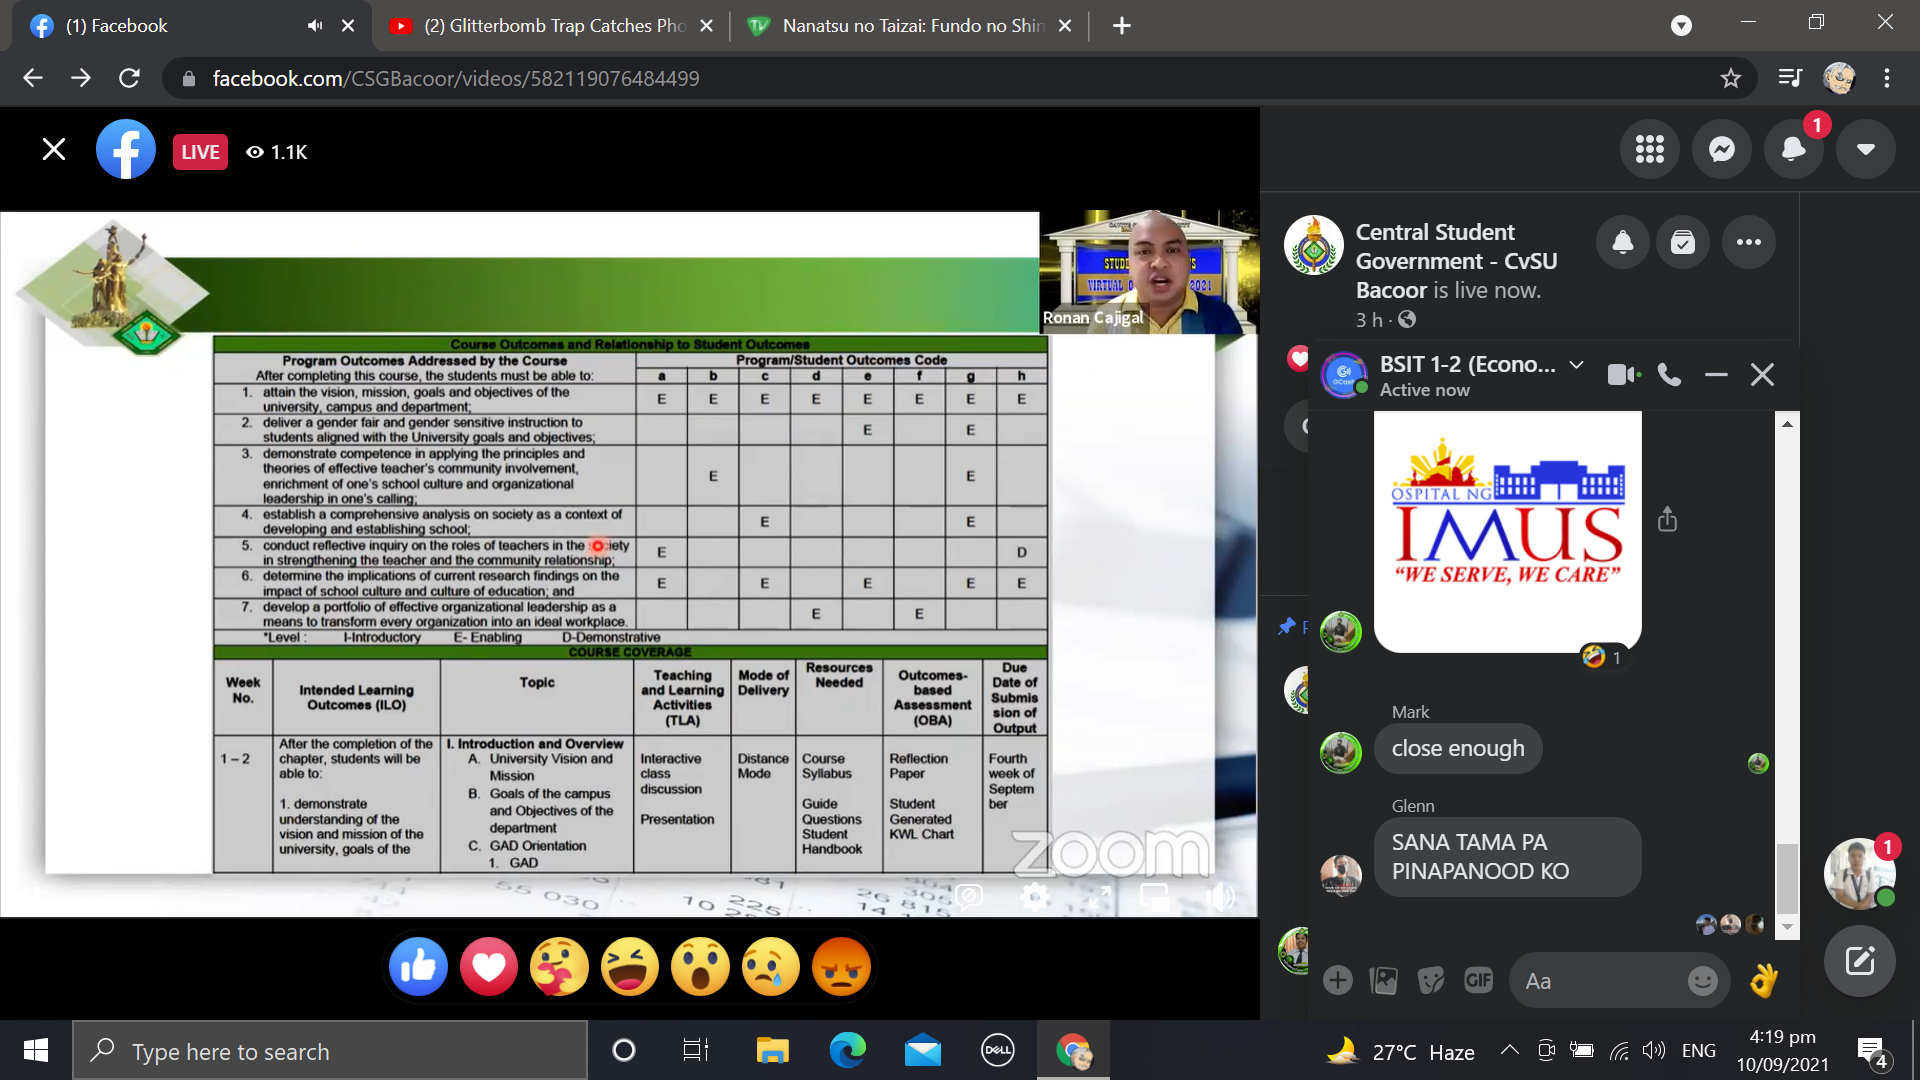 (1) Facebook
(2) Glitterbomb Trap Catches Pho
Nanatsu no Taizai: Fundo no Shin
facebook.com/CSGBacoor/videos/582119076484499
LIVE
1.1K
1
Ronan Cajigal
Central Student
Government - CvSU
Bacoor is live now.
3 h ·
Course Outcomes and Relationship to Student Outcomes
Program Outcomes Addressed by the Course
Program/Student Outcomes Code
After completing this course, the students must be able to:
a b c d e f g h
1. attain the vision, mission, goals and objectives of the
university, campus and department;
E E E E E E E E
2. deliver a gender fair and gender sensitive instruction to
students aligned with the University goals and objectives;
E E
3. demonstrate competence in applying the principles and
theories of effective teacher's community involvement,
enrichment of one's school culture and organizational
leadership in one's calling;
E E
4. establish a comprehensive analysis on society as a context of
developing and establishing school;
E E
5. conduct reflective inquiry on the roles of teachers in the society
in strengthening the teacher and the community relationship;
E D
6. determine the implications of current research findings on the
impact of school culture and culture of education; and
E E E E E
7. develop a portfolio of effective organizational leadership as a
means to transform every organization into an ideal workplace.
E E
*Level : I-Introductory E- Enabling D-Demonstrative
COURSE COVERAGE
Week
No.
Intended Learning
Outcomes (ILO)
Topic
Teaching
and Learning
Activities
(TLA)
Mode of
Delivery
Resources
Needed
Outcomes-
based
Assessment
(OBA)
Due
Date of
Submis
sion of
Output
1 – 2
After the completion of the
chapter, students will be
able to:
1. demonstrate
understanding of the
vision and mission of the
university, goals of the
I. Introduction and Overview
A. University Vision and
Mission
B. Goals of the campus
and Objectives of the
department
C. GAD Orientation
1. GAD
Interactive
class
discussion
Presentation
Distance
Mode
Course
Syllabus
Guide
Questions
Student
Handbook
Reflection
Paper
Student
Generated
KWL Chart
Fourth
week of
Septem
ber
zoom
BSIT 1-2 (Econo...
Active now
OSPITAL NG
IMUS
"WE SERVE, WE CARE"
1
Mark
close enough
Glenn
SANA TAMA PA
PINAPANOOD KO
1
GIF
Aa
Type here to search
DELL
27°C Haze
ENG
4:19 pm
10/09/2021
4